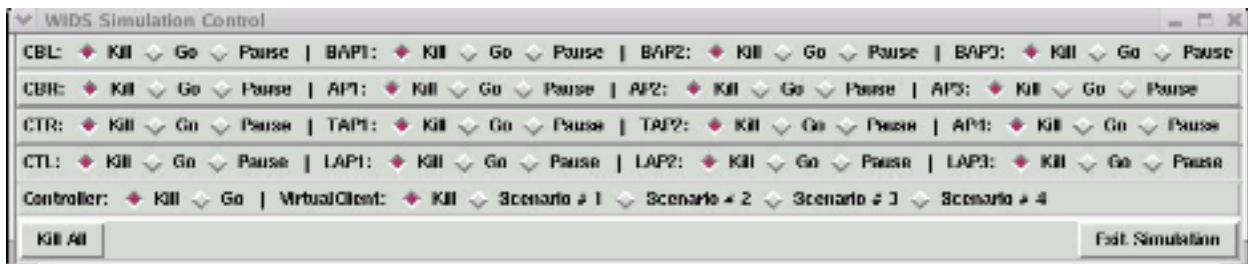 WIDS Simulation Control
CBL: Kill Go Pause | BAP1: Kill Go Pause | BAP2: Kill Go Pause | BAP3: Kill Go Pause
CBR: Kill Go Pause | AP1: Kill Go Pause | AP2: Kill Go Pause | AP3: Kill Go Pause
CTR: Kill Go Pause | TAP1: Kill Go Pause | TAP2: Kill Go Pause | AP4: Kill Go Pause
CTL: Kill Go Pause | LAP1: Kill Go Pause | LAP2: Kill Go Pause | LAP3: Kill Go Pause
Controller: Kill Go | VirtualClient: Kill Scenario # 1 Scenario # 2 Scenario # 3 Scenario # 4
Kill All Exit Simulation